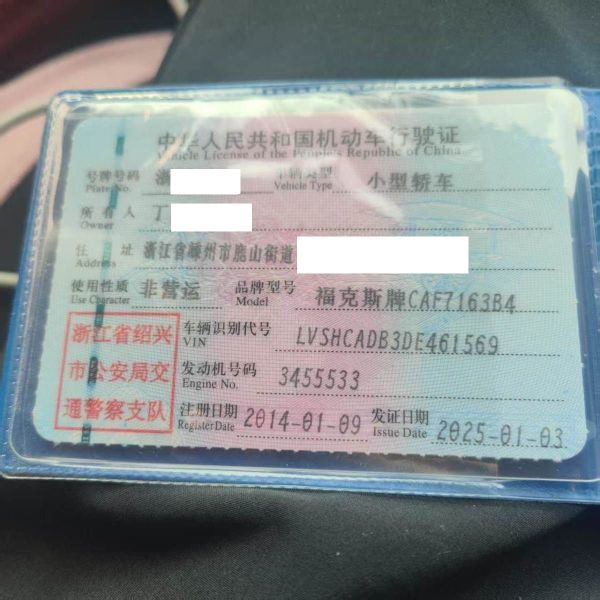 中华人民共和国机动车行驶证
Vehicle License of the People's Republic of China
号牌号码 浙 车辆类型 小型轿车
Plate No. Vehicle Type
所有人 丁
Owner
住址 浙江省嵊州市鹿山街道
Address
使用性质 非营运 品牌型号 福克斯牌CAF7163B4
Use Character Model
浙江省绍兴
市公安局交
通警察支队
车辆识别代号 LVSHCADB3DE461569
VIN
发动机号码 3455533
Engine No.
注册日期 2014-01-09 发证日期 2025-01-03
Register Date Issue Date